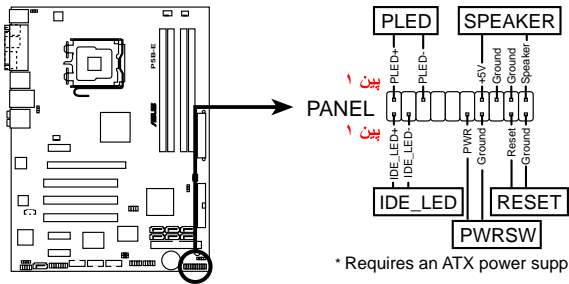 PLED SPEAKER
P5B-E
ASUS
PLED+
PLED-
+5V
Ground
Ground
Speaker
پین ۱
PANEL
پین ۱
IDE_LED+
IDE_LED-
PWR
Ground
Reset
Ground
IDE_LED RESET
PWRSW
* Requires an ATX power supp